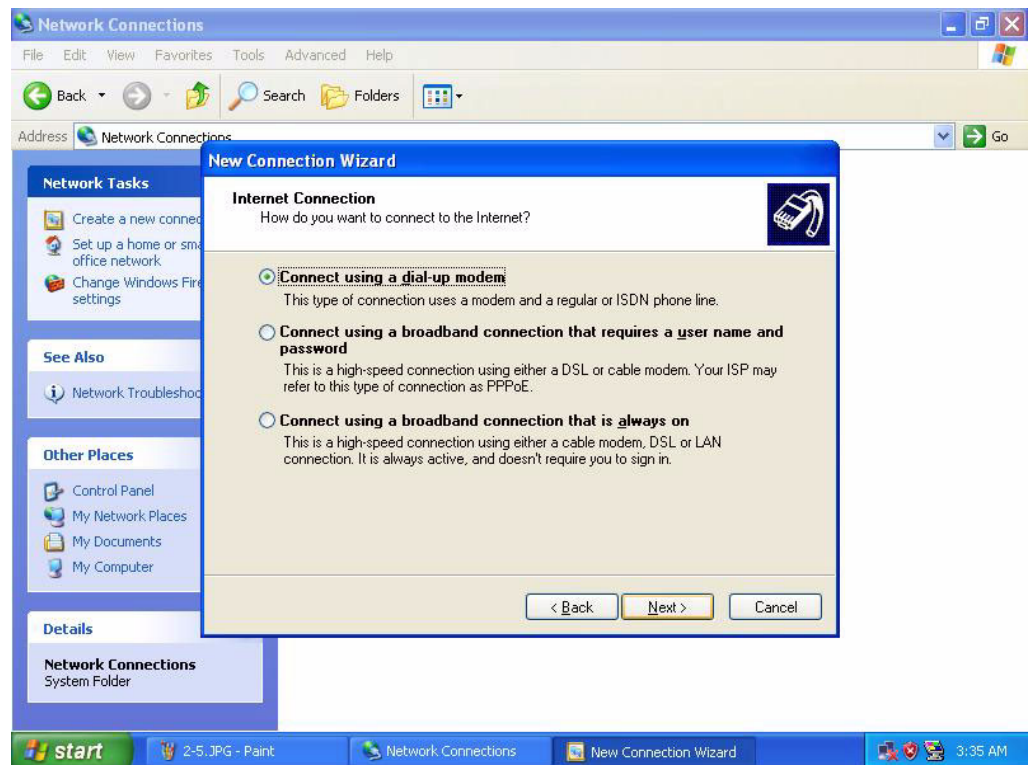 Network Connections
File Edit View Favorites Tools Advanced Help
Back Search Folders
Address Network Connections Go
Network Tasks
Create a new connec
Set up a home or sma
office network
Change Windows Fire
settings
See Also
Network Troubleshoo
Other Places
Control Panel
My Network Places
My Documents
My Computer
Details
Network Connections
System Folder
New Connection Wizard
Internet Connection
How do you want to connect to the Internet?
Connect using a dial-up modem
This type of connection uses a modem and a regular or ISDN phone line.
Connect using a broadband connection that requires a user name and
password
This is a high-speed connection using either a DSL or cable modem. Your ISP may
refer to this type of connection as PPPoE.
Connect using a broadband connection that is always on
This is a high-speed connection using either a cable modem, DSL or LAN
connection. It is always active, and doesn't require you to sign in.
< Back Next > Cancel
start 2-5.JPG - Paint Network Connections New Connection Wizard 3:35 AM